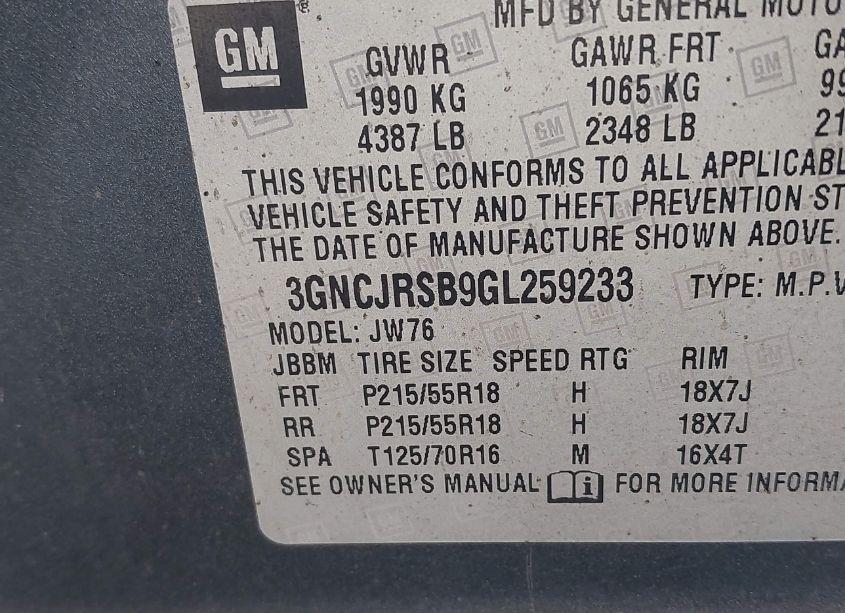 GM
MFD BY GENERAL MOTO
GVWR GAWR FRT GA
1990 KG 1065 KG 99
4387 LB 2348 LB 21
THIS VEHICLE CONFORMS TO ALL APPLICABL
VEHICLE SAFETY AND THEFT PREVENTION ST
THE DATE OF MANUFACTURE SHOWN ABOVE.
3GNCJRSB9GL259233 TYPE: M.P.V
MODEL: JW76
JBBM TIRE SIZE SPEED RTG RIM
FRT P215/55R18 H 18X7J
RR P215/55R18 H 18X7J
SPA T125/70R16 M 16X4T
SEE OWNER'S MANUAL i FOR MORE INFORMA